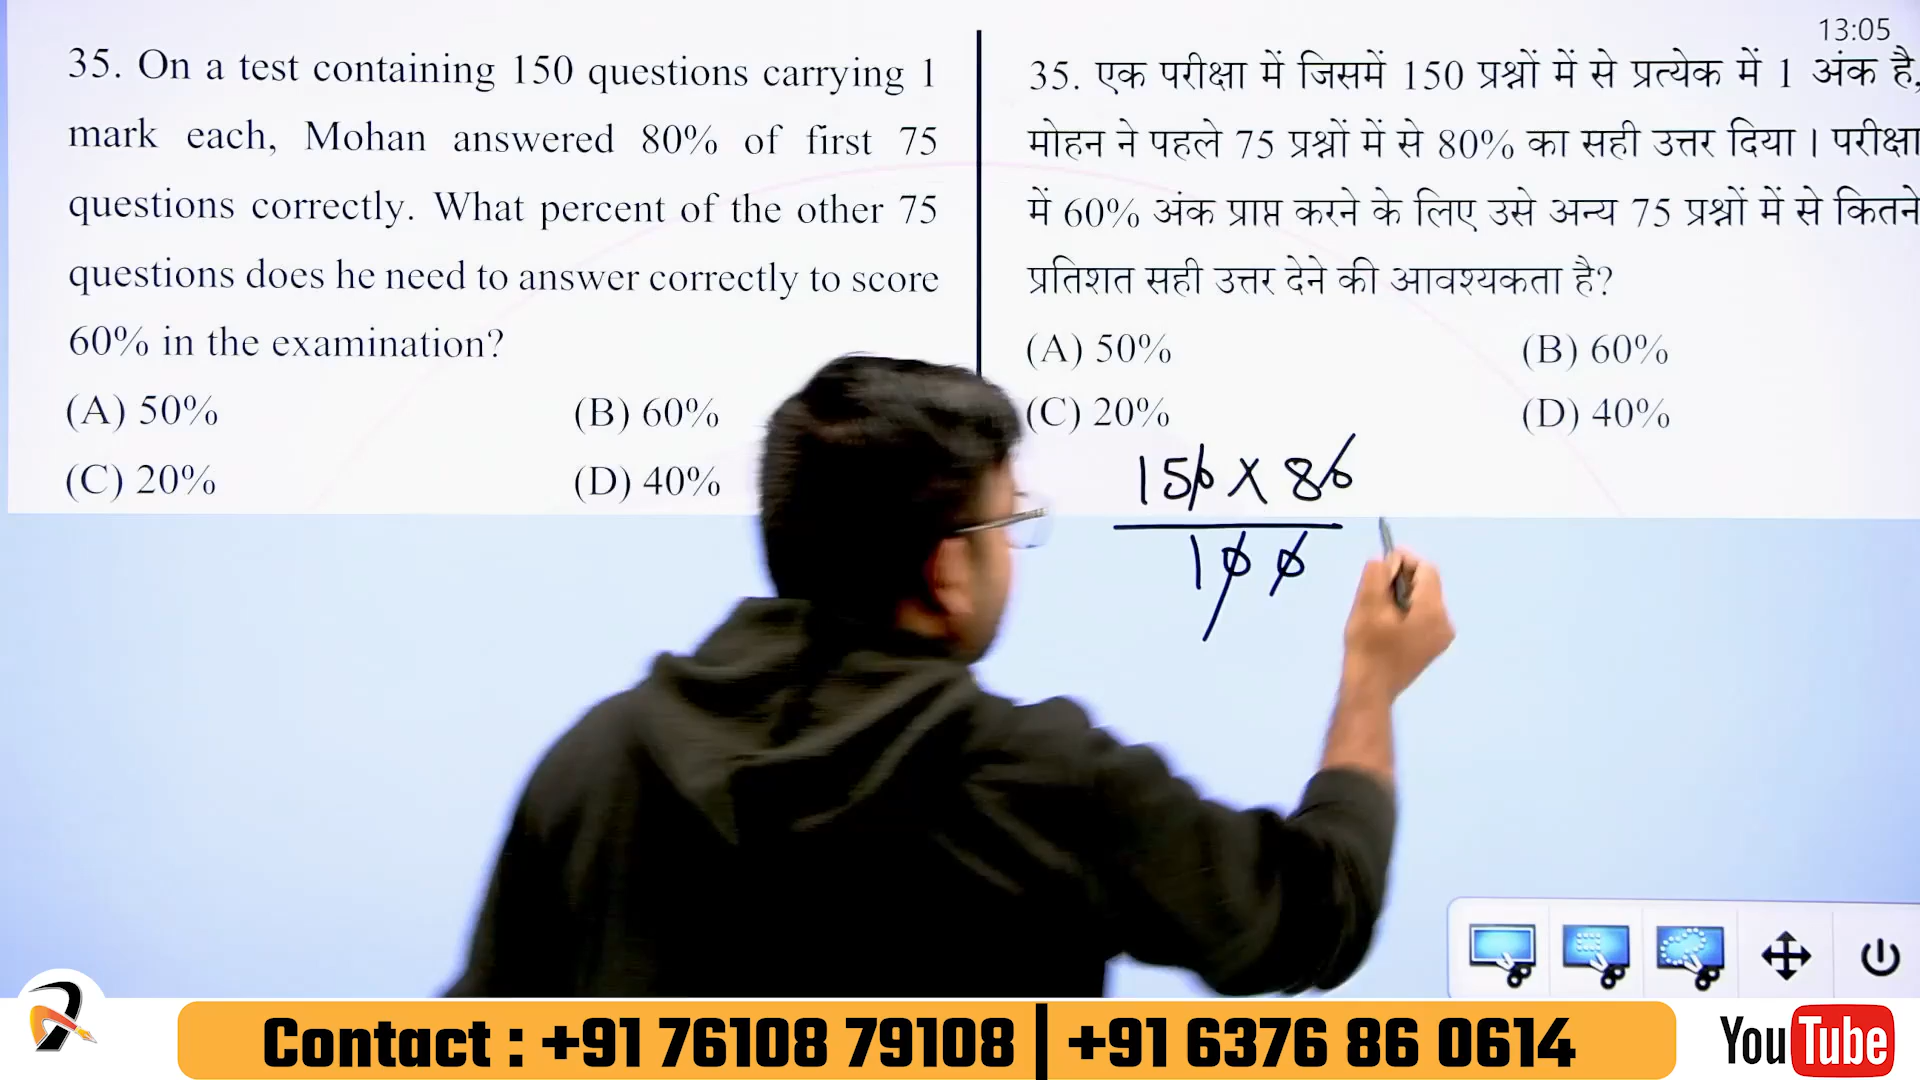 13:05
35. On a test containing 150 questions carrying 1
mark each, Mohan answered 80% of first 75
questions correctly. What percent of the other 75
questions does he need to answer correctly to score
60% in the examination?
(A) 50% (B) 60%
(C) 20% (D) 40%
35. एक परीक्षा में जिसमें 150 प्रश्नों में से प्रत्येक में 1 अंक है,
मोहन ने पहले 75 प्रश्नों में से 80% का सही उत्तर दिया । परीक्षा
में 60% अंक प्राप्त करने के लिए उसे अन्य 75 प्रश्नों में से कितने
प्रतिशत सही उत्तर देने की आवश्यकता है?
(A) 50% (B) 60%
(C) 20% (D) 40%
150 X 80
100
Contact : +91 76108 79108 | +91 6376 86 0614
YouTube